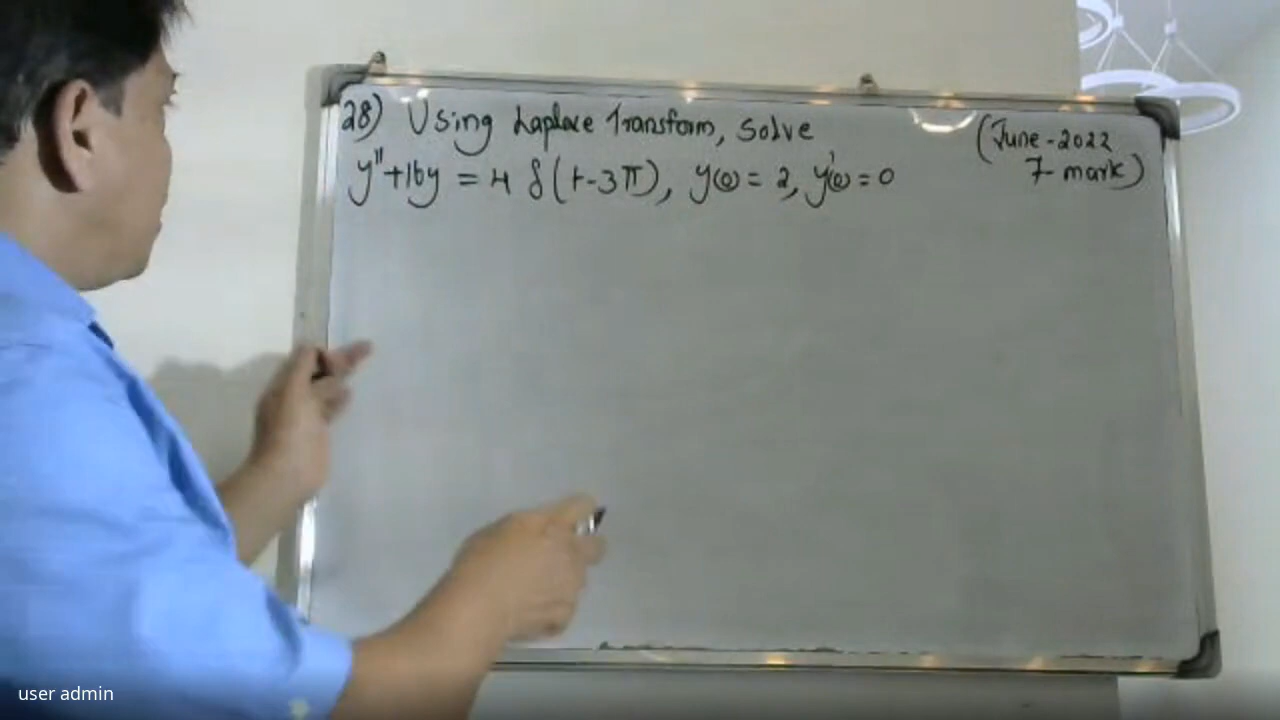 28) Using Laplace Transform, solve
y'' + 16y = 4 δ(t-3π), y(0) = 2, y'(0) = 0
(June-2022
7-mark)
user admin